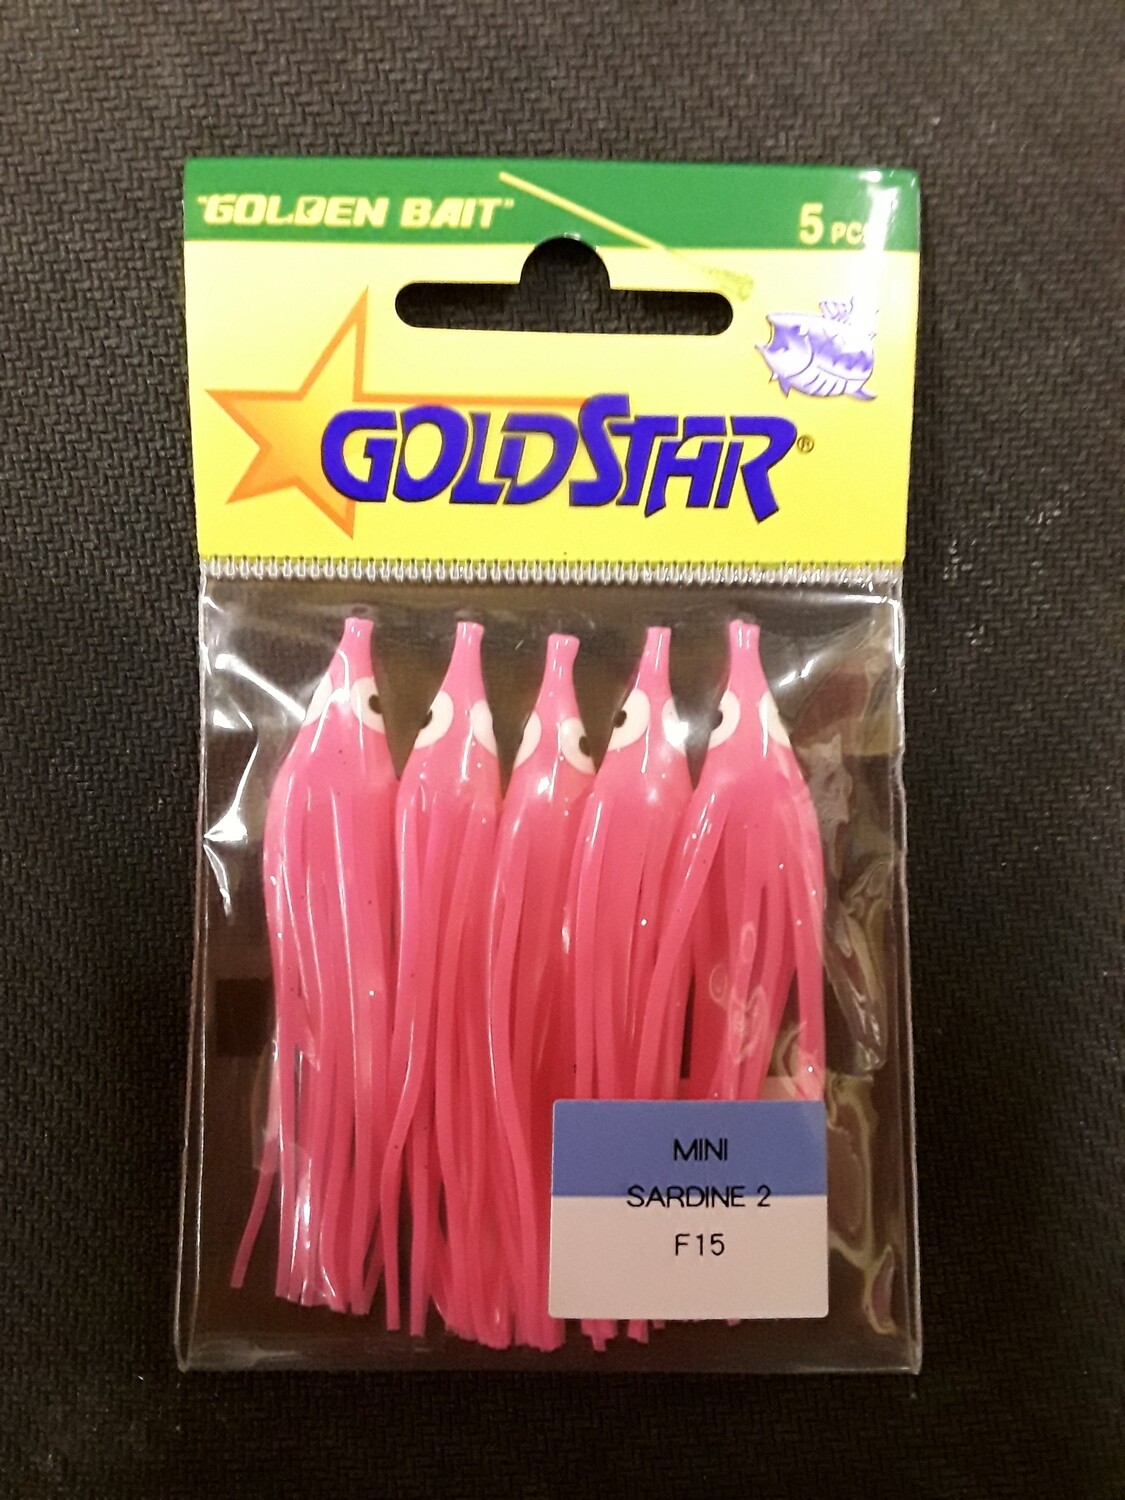 "GOLDEN BAIT"
5 PCS
GOLDSTAR®
MINI
SARDINE 2
F15